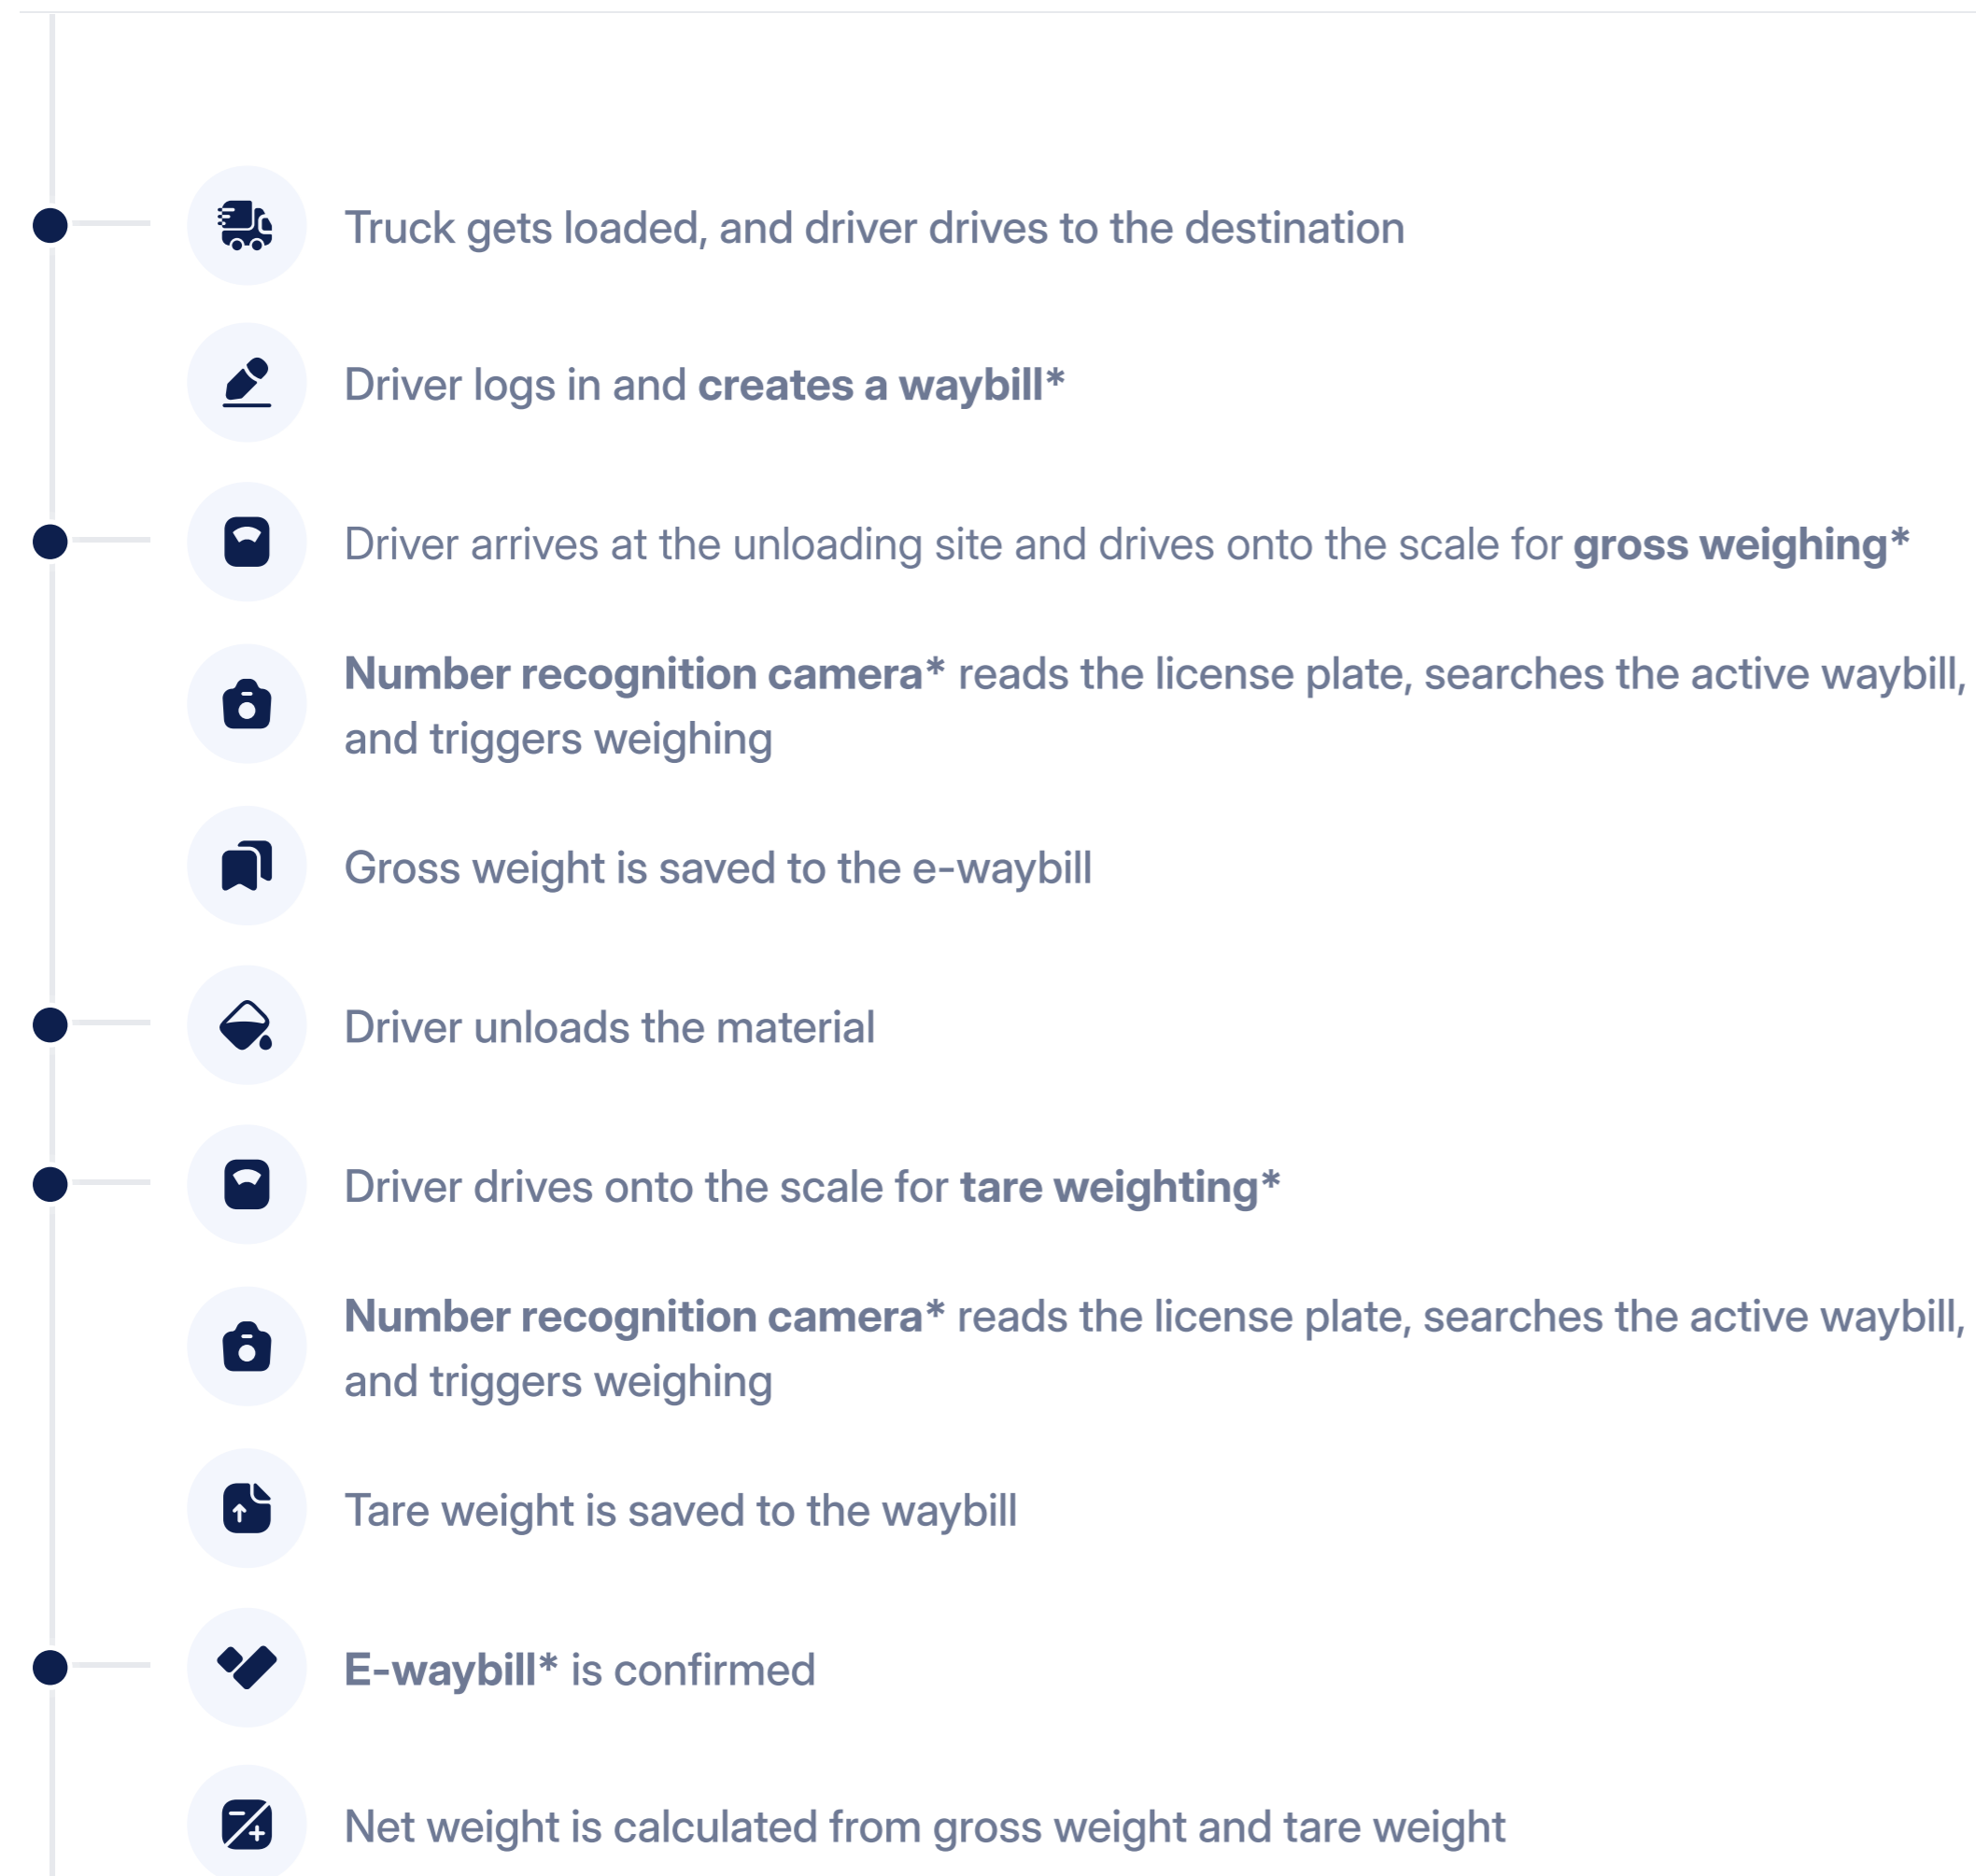 Truck gets loaded, and driver drives to the destination
Driver logs in and creates a waybill*
Driver arrives at the unloading site and drives onto the scale for gross weighing*
Number recognition camera* reads the license plate, searches the active waybill,
and triggers weighing
Gross weight is saved to the e-waybill
Driver unloads the material
Driver drives onto the scale for tare weighting*
Number recognition camera* reads the license plate, searches the active waybill,
and triggers weighing
Tare weight is saved to the waybill
E-waybill* is confirmed
Net weight is calculated from gross weight and tare weight